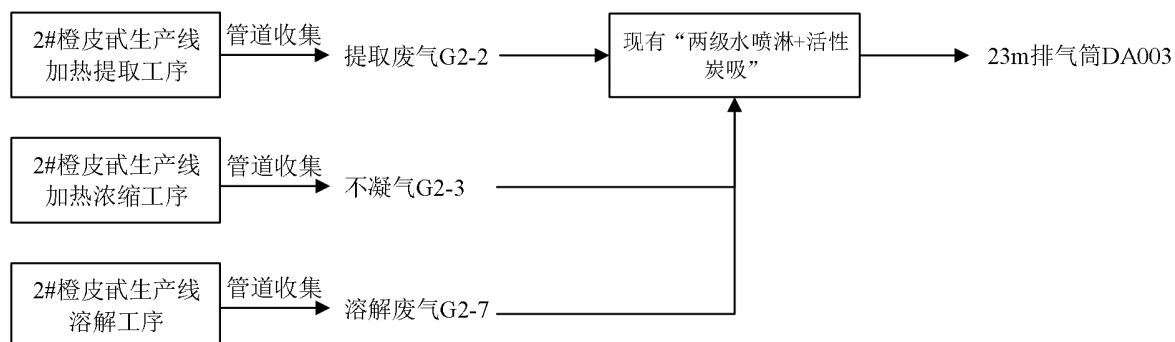 2#橙皮甙生产线
加热提取工序
管道收集
提取废气G2-2
现有“两级水喷淋+活性
炭吸”
23m排气筒DA003
2#橙皮甙生产线
加热浓缩工序
管道收集
不凝气G2-3
2#橙皮甙生产线
溶解工序
管道收集
溶解废气G2-7